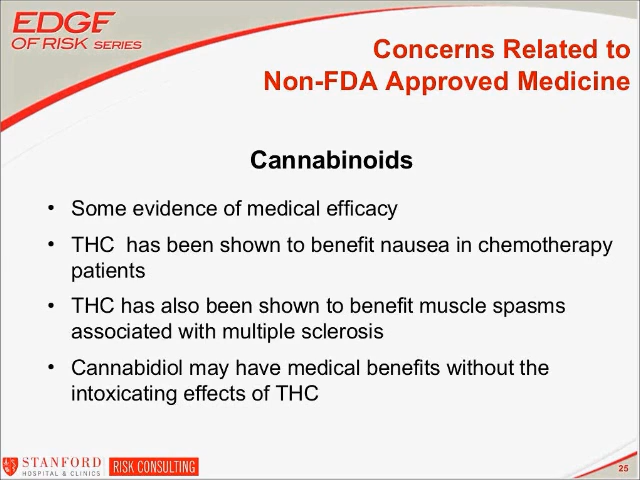 EDGE
OF RISK SERIES
Concerns Related to
Non-FDA Approved Medicine
Cannabinoids
• Some evidence of medical efficacy
• THC  has been shown to benefit nausea in chemotherapy
patients
• THC has also been shown to benefit muscle spasms
associated with multiple sclerosis
• Cannabidiol may have medical benefits without the
intoxicating effects of THC
STANFORD
HOSPITAL & CLINICS
RISK CONSULTING
25